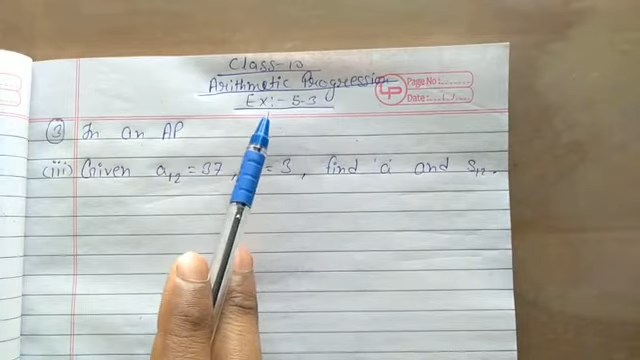 Class-10
Arithmetic Progression
Ex:- 5.3
LP
Page No:
Date:
③ In an AP
(iii) Given a₁₂ = 37, = 3, find 'a' and S₁₂.